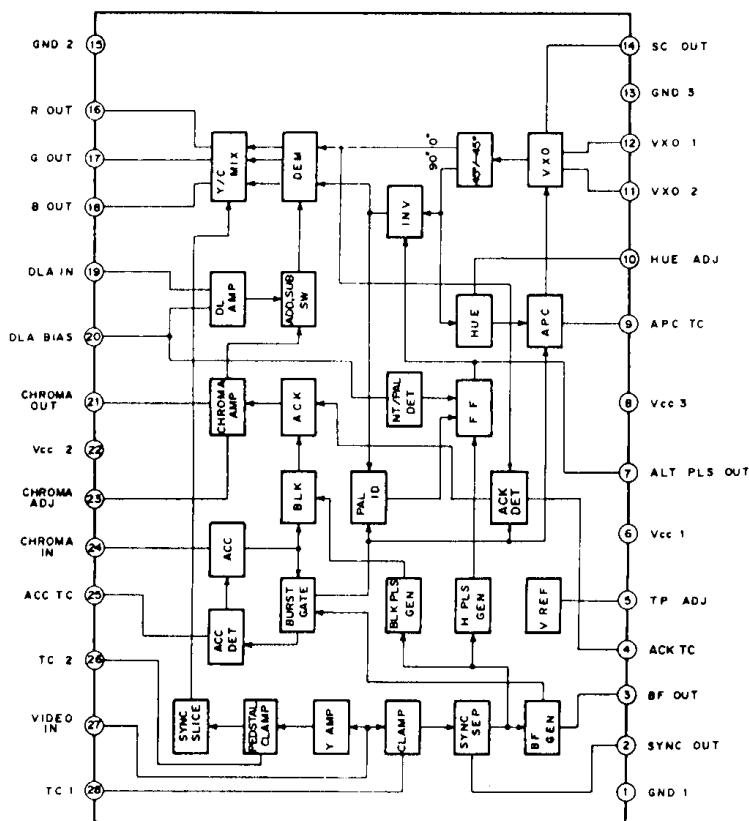 GND 2
15
14
SC OUT
R OUT
16
13
GND 3
G OUT
17
Y/C MIX
DEM
90°
0°
45°/-45°
VXO
12
VXO 1
B OUT
18
11
VXO 2
INV
10
HUE ADJ
DLA IN
19
DL AMP
ADD,SUB SW
HUE
APC
9
APC TC
DLA BIAS
20
CHROMA OUT
21
CHROMA AMP
ACK
NT/PAL DET
F F
8
Vcc 3
Vcc 2
22
7
ALT PLS OUT
CHROMA ADJ
23
BLK
PAL ID
ACK DET
6
Vcc 1
CHROMA IN
24
ACC
ACC TC
25
ACC DET
BURST GATE
BLK PLS GEN
H PLS GEN
V REF
5
TP ADJ
4
ACK TC
TC 2
26
3
BF OUT
VIDEO IN
27
SYNC SLICE
PEDSTAL CLAMP
Y AMP
CLAMP
SYNC SEP
BF GEN
2
SYNC OUT
TC 1
28
1
GND 1